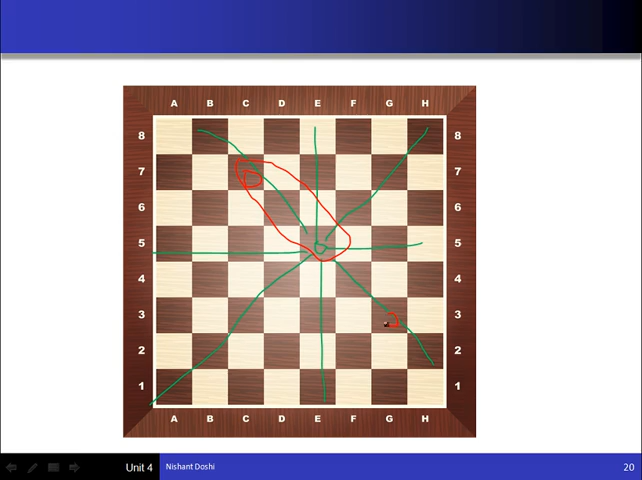 A B C D E F G H
8 8
7 7
6 6
5 5
4 4
3 3
2 2
1 1
A B C D E F G H
Unit 4 Nishant Doshi 20